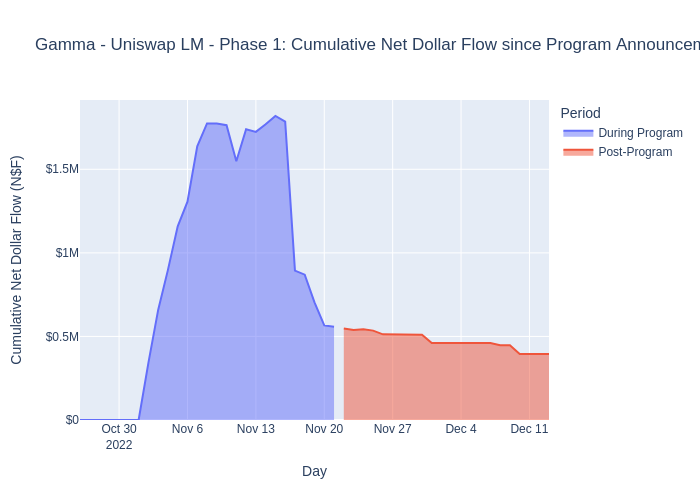 Gamma - Uniswap LM - Phase 1: Cumulative Net Dollar Flow since Program
Period
During Program
Post-Program
Cumulative Net Dollar Flow (N$F)
$1.5M
$1M
$0.5M
$0
Oct 30
2022
Nov 6
Nov 13
Nov 20
Nov 27
Dec 4
Dec 11
Day